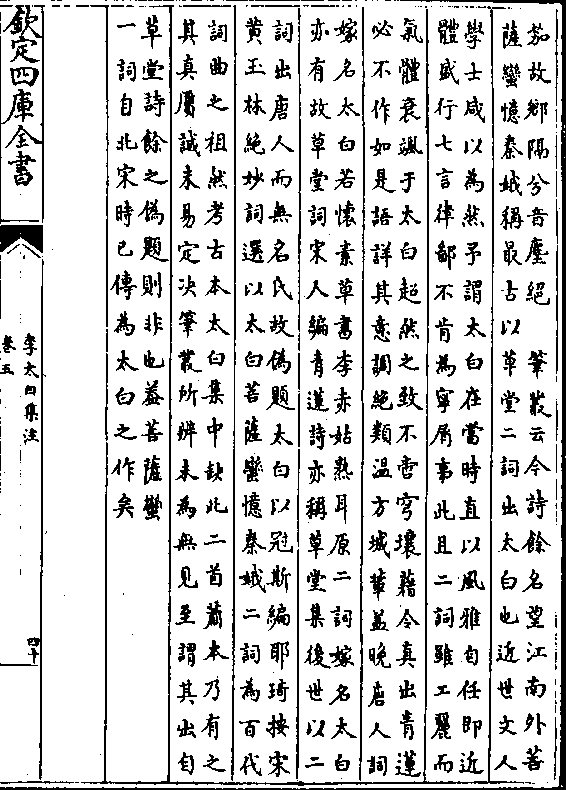 茄故鄉隔兮音塵絕　筆叢云今詩餘名望江南外菩
薩蠻憶秦娥稱最古以草堂二詞出太白也近世文人
學士咸以為然予謂太白在當時直以風雅自任即近
體盛行七言律鄙不肯為寧屑事此且二詞雖工麗而
氣體衰颯于太白超然之致不啻穹壤藉令真出青蓮
必不作如是語詳其意調絕類温方城輩蓋晚唐人詞
嫁名太白若懷素草書李赤姑熟耳原二詞嫁名太白
亦有故草堂詞宋人編青蓮詩亦稱草堂集後世以二
詞出唐人而無名氏故偽題太白以冠斯編耶琦按宋
黃玉林絕妙詞選以太白菩薩蠻憶秦娥二詞為百代
詞曲之祖然考古本太白集中缺此二首蕭本乃有之
其真贋誠未易定決筆叢所辨未為無見至謂其出自
草堂詩餘之偽題則非也葢菩薩蠻
一詞自北宋時已傳為太白之作矣
欽定四庫全書
李太白集注
卷五
四十